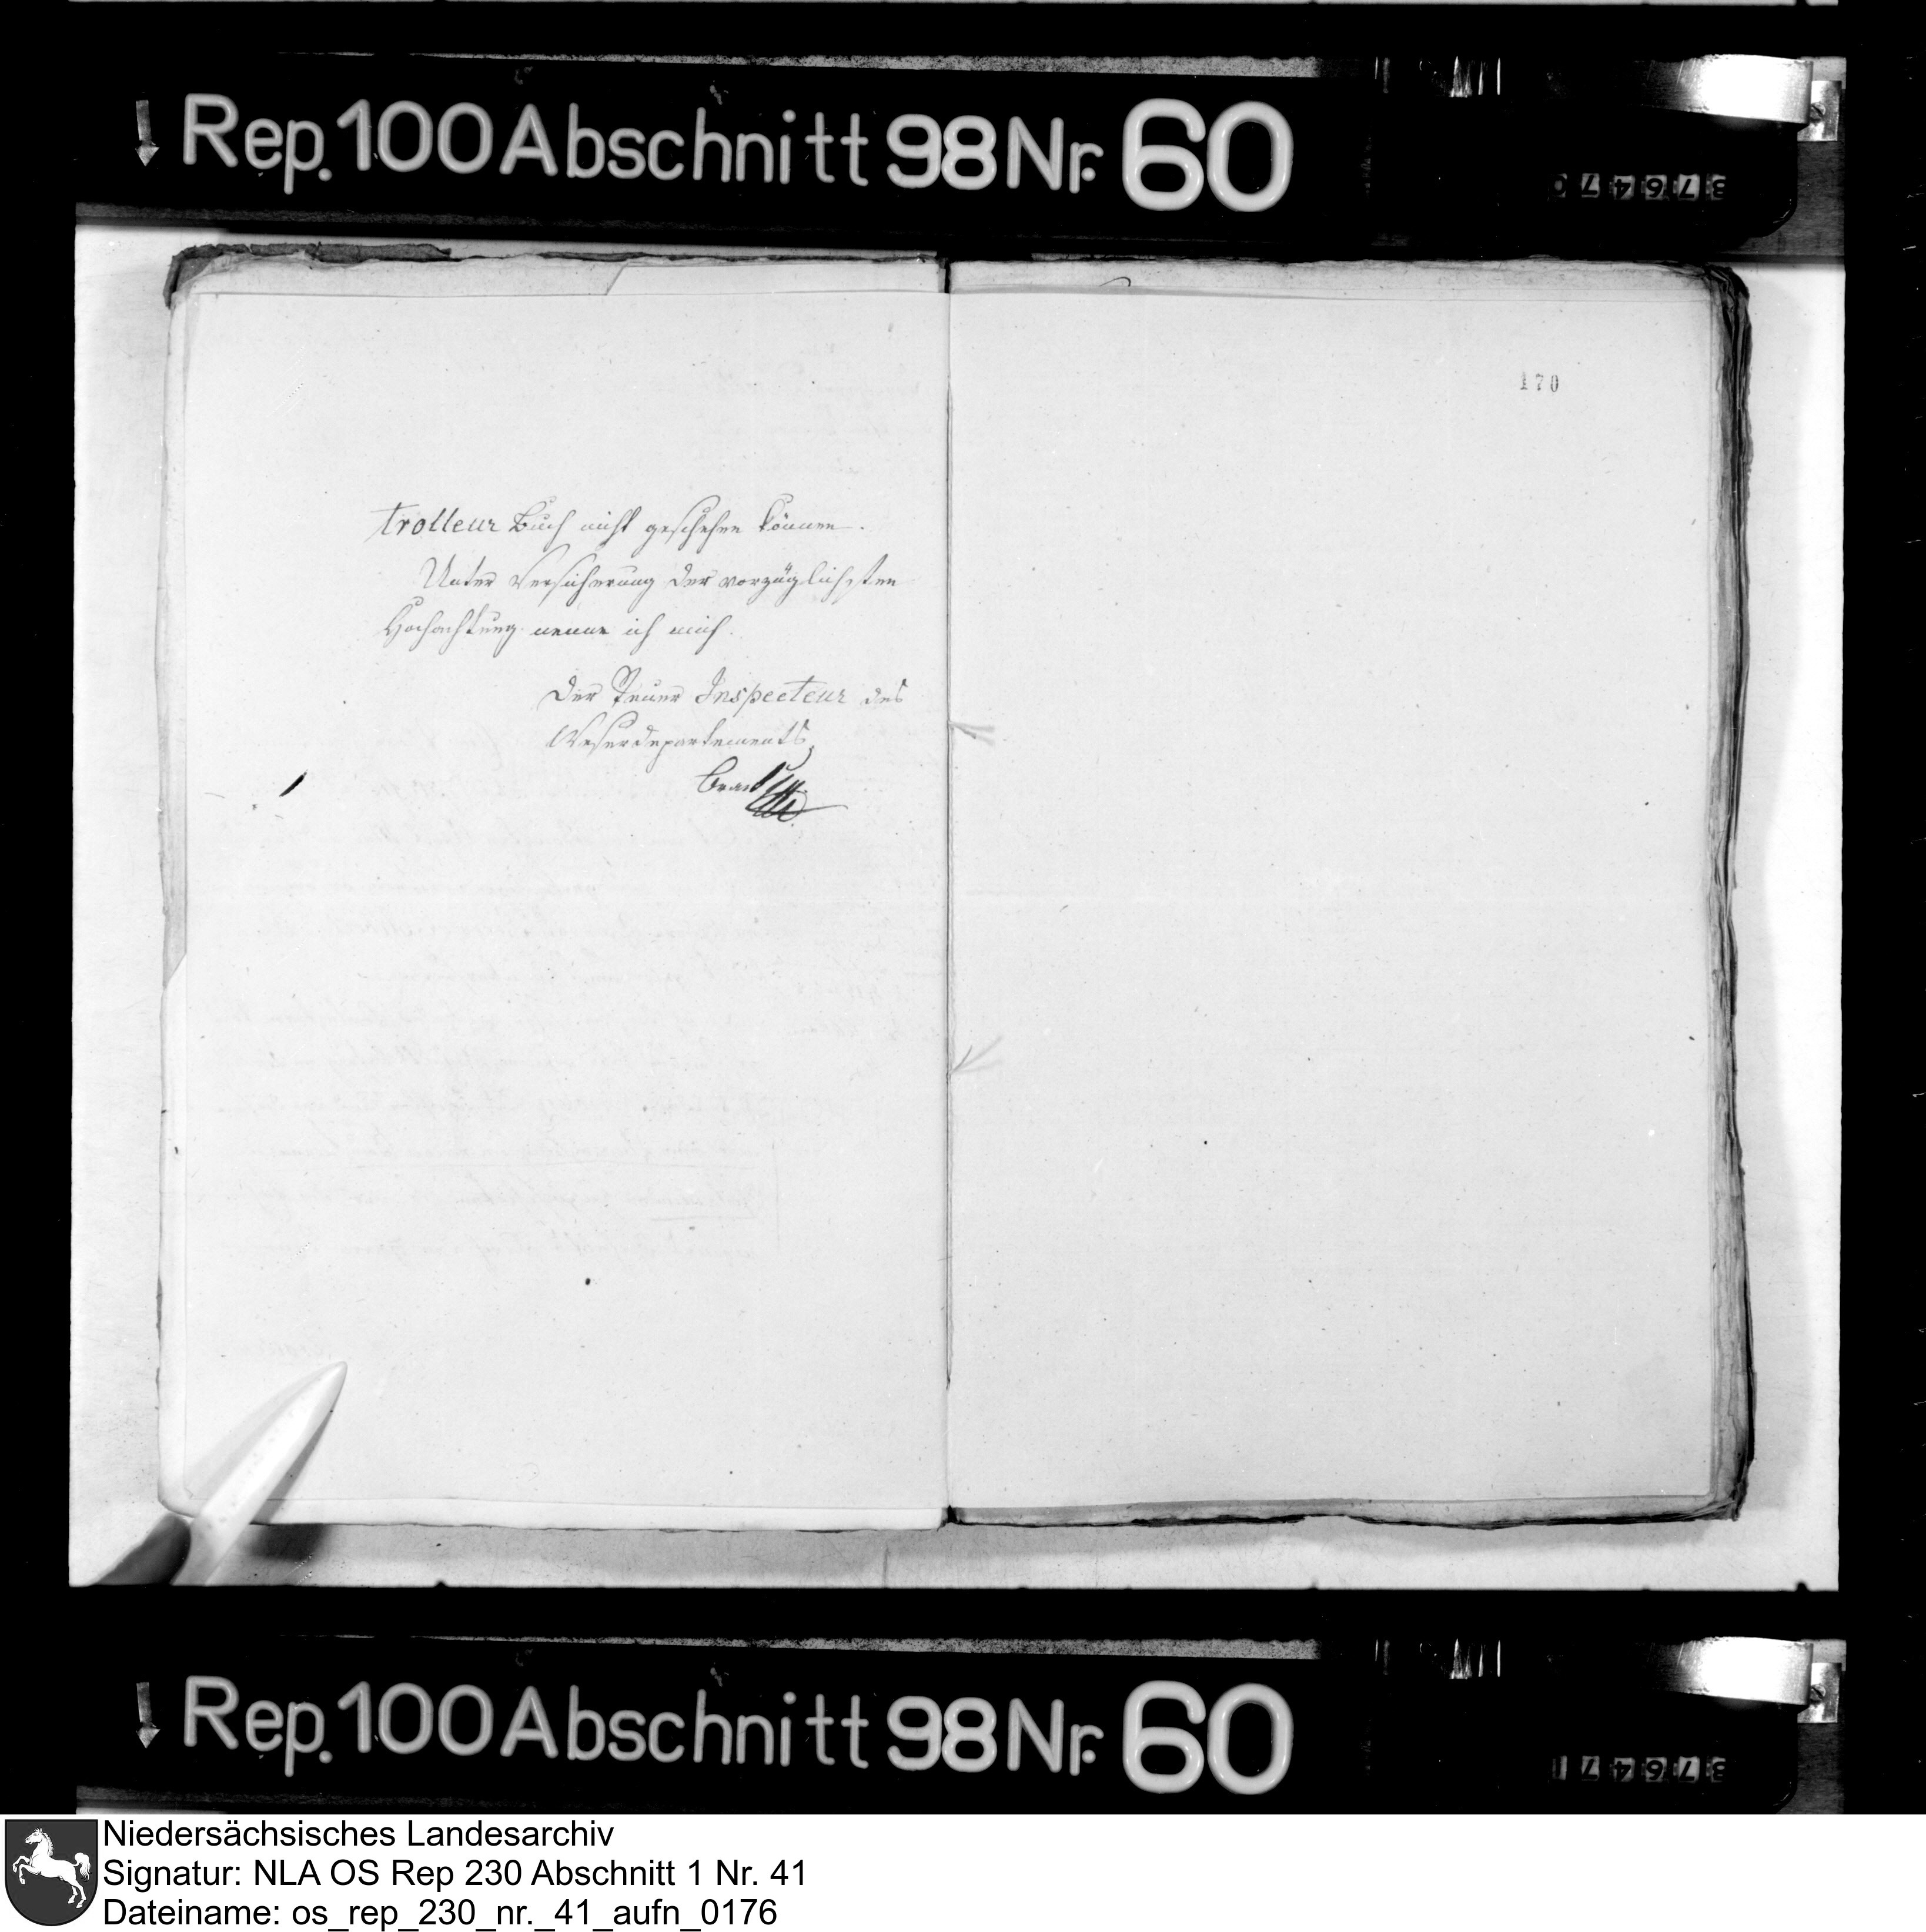 Rep. 100 Abschnitt 98 Nr. 60
170
trolleur Buch nicht geschehen können.
Unter Versicherung der vorzüglichsten
Hochachtung nenne ich mich.
Der Steuer Inspecteur des
Weserdepartements,
Rep. 100 Abschnitt 98 Nr. 60
Niedersächsisches Landesarchiv
Signatur: NLA OS Rep 230 Abschnitt 1 Nr. 41
Dateiname: os_rep_230_nr._41_aufn_0176